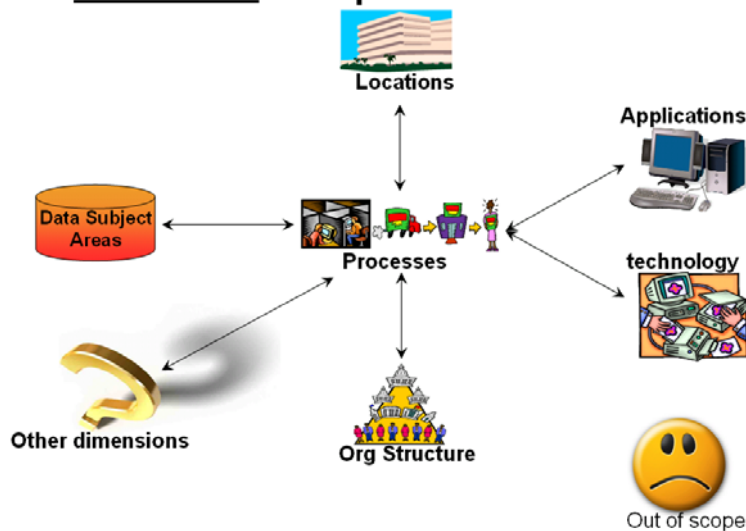 Locations
Applications
Data Subject
Areas
Processes
technology
Other dimensions
Org Structure
Out of scope